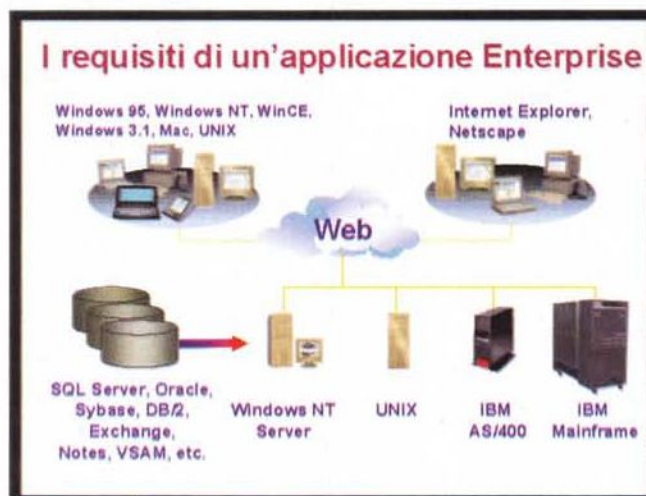 I requisiti di un'applicazione Enterprise
Windows 95, Windows NT, WinCE,
Windows 3.1, Mac, UNIX
Internet Explorer,
Netscape
Web
SQL Server, Oracle,
Sybase, DB/2,
Exchange,
Notes, VSAM, etc.
Windows NT
Server
UNIX
IBM
AS/400
IBM
Mainframe